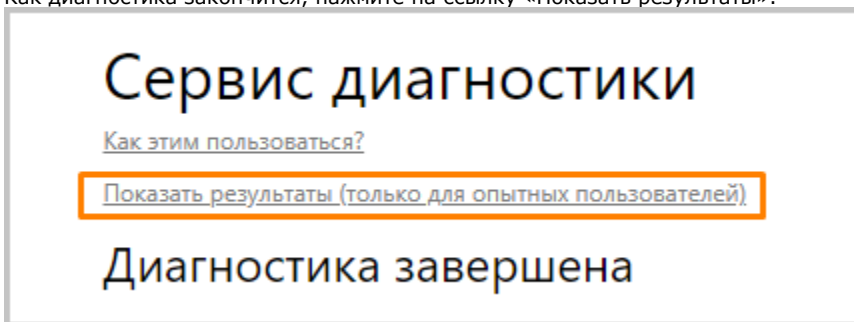 Как диагностика закончится, нажмите на ссылку «Показать результаты».
Сервис диагностики
Как этим пользоваться?
Показать результаты (только для опытных пользователей)
Диагностика завершена